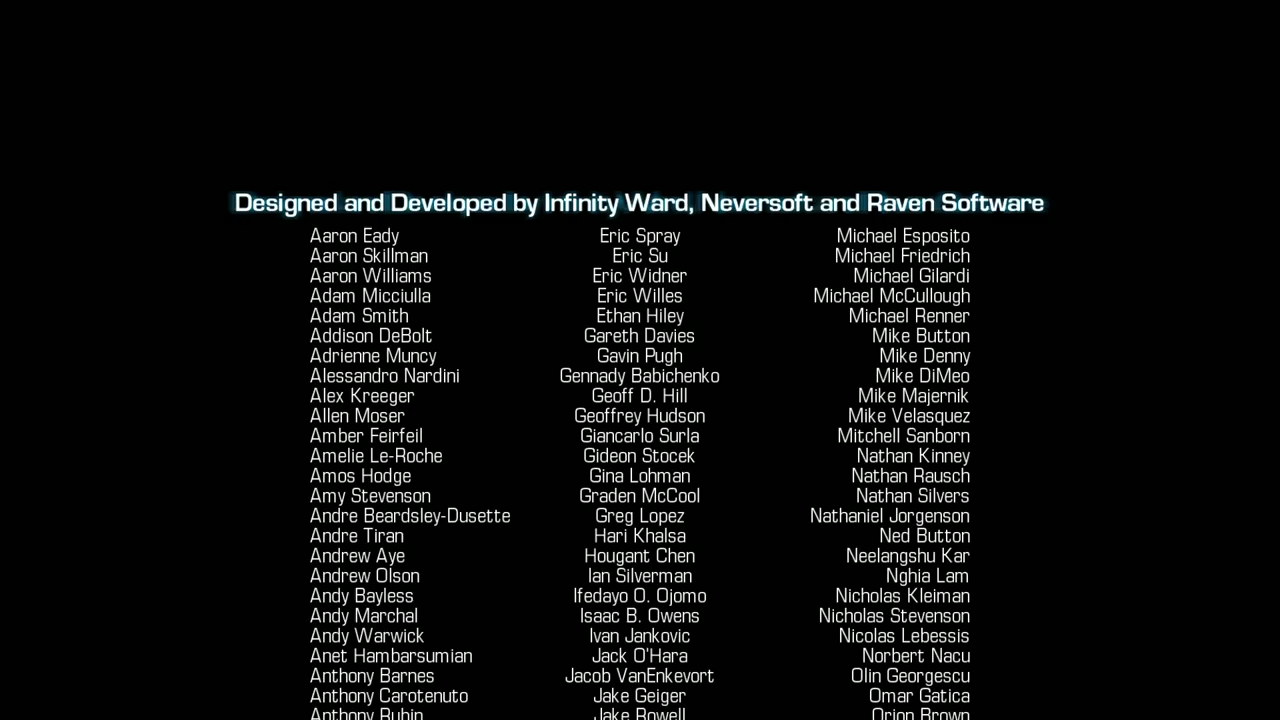 Designed and Developed by Infinity Ward, Neversoft and Raven Software
Aaron Eady Eric Spray Michael Esposito
Aaron Skillman Eric Su Michael Friedrich
Aaron Williams Eric Widner Michael Gilardi
Adam Micciulla Eric Willes Michael McCullough
Adam Smith Ethan Hiley Michael Renner
Addison DeBolt Gareth Davies Mike Button
Adrienne Muncy Gavin Pugh Mike Denny
Alessandro Nardini Gennady Babichenko Mike DiMeo
Alex Kreeger Geoff D. Hill Mike Majernik
Allen Moser Geoffrey Hudson Mike Velasquez
Amber Feirfeil Giancarlo Surla Mitchell Sanborn
Amelie Le-Roche Gideon Stocek Nathan Kinney
Amos Hodge Gina Lohman Nathan Rausch
Amy Stevenson Graden McCool Nathan Silvers
Andre Beardsley-Dusette Greg Lopez Nathaniel Jorgenson
Andre Tiran Hari Khalsa Ned Button
Andrew Aye Hougant Chen Neelangshu Kar
Andrew Olson Ian Silverman Nghia Lam
Andy Bayless Ifedayo O. Ojomo Nicholas Kleiman
Andy Marchal Isaac B. Owens Nicholas Stevenson
Andy Warwick Ivan Jankovic Nicolas Lebessis
Anet Hambarsumian Jack O'Hara Norbert Nacu
Anthony Barnes Jacob VanEnkevort Olin Georgescu
Anthony Carotenuto Jake Geiger Omar Gatica
Anthony Rubin Jake Rowell Orion Brown